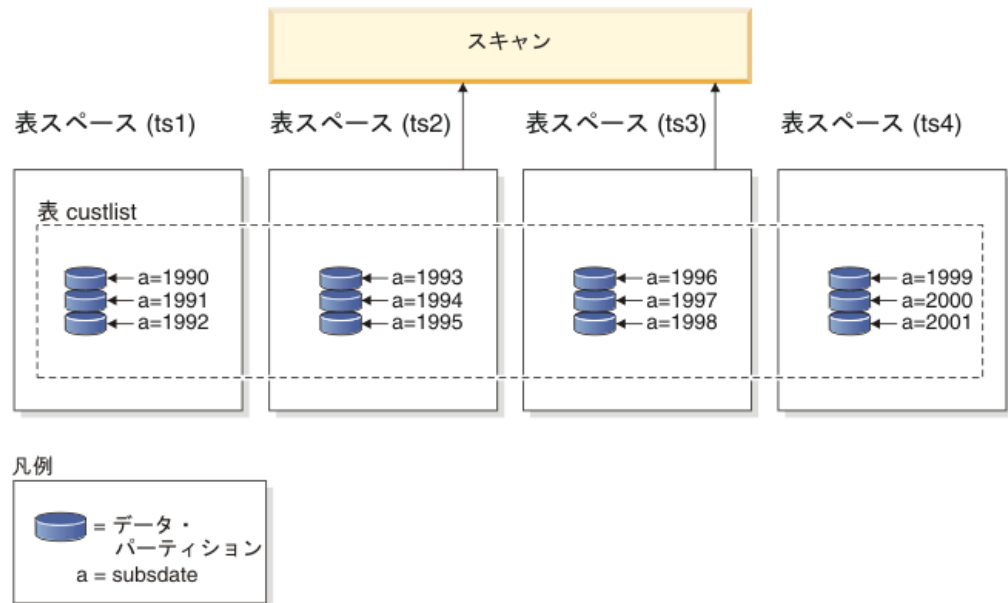 スキャン
表スペース (ts1)
表スペース (ts2)
表スペース (ts3)
表スペース (ts4)
表 custlist
a=1990
a=1991
a=1992
a=1993
a=1994
a=1995
a=1996
a=1997
a=1998
a=1999
a=2000
a=2001
凡例
= データ・
パーティション
a = subsdate